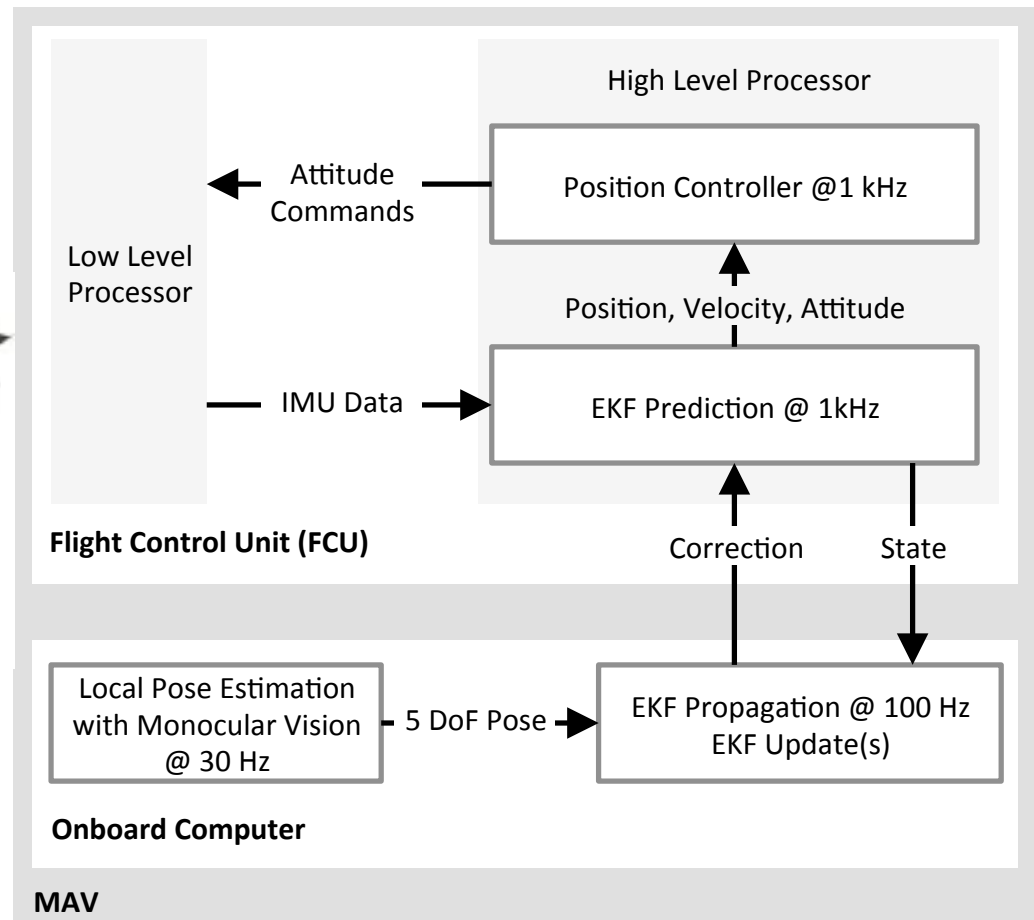 High Level Processor
Attitude
Commands
Position Controller @1 kHz
Low Level
Processor
Position, Velocity, Attitude
IMU Data
EKF Prediction @ 1kHz
Flight Control Unit (FCU)
Correction
State
Local Pose Estimation
with Monocular Vision
@ 30 Hz
5 DoF Pose
EKF Propagation @ 100 Hz
EKF Update(s)
Onboard Computer
MAV